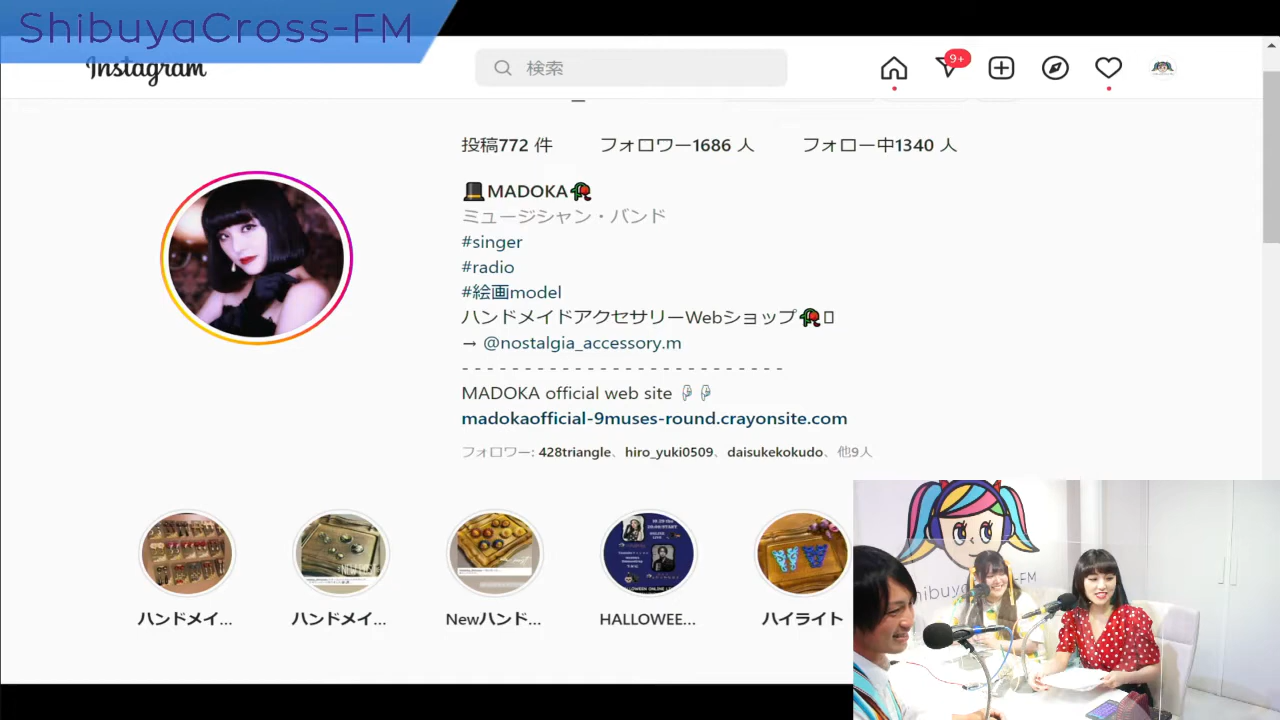 ShibuyaCross-FM
Instagram
検索
9+
投稿772 件 フォロワー1686 人 フォロー中1340 人
🎩MADOKA🥀
ミュージシャン・バンド
#singer
#radio
#絵画model
ハンドメイドアクセサリーWebショップ🥀▯
→ @nostalgia_accessory.m
- - - - - - - - - - - - - - - - - - - - - - - - - -
MADOKA official web site 👇👇
madokaofficial-9muses-round.crayonsite.com
フォロワー: 428triangle、hiro_yuki0509、daisukekokudo、他9人
ハンドメイ... ハンドメイ... Newハンド... HALLOWEE... ハイライト